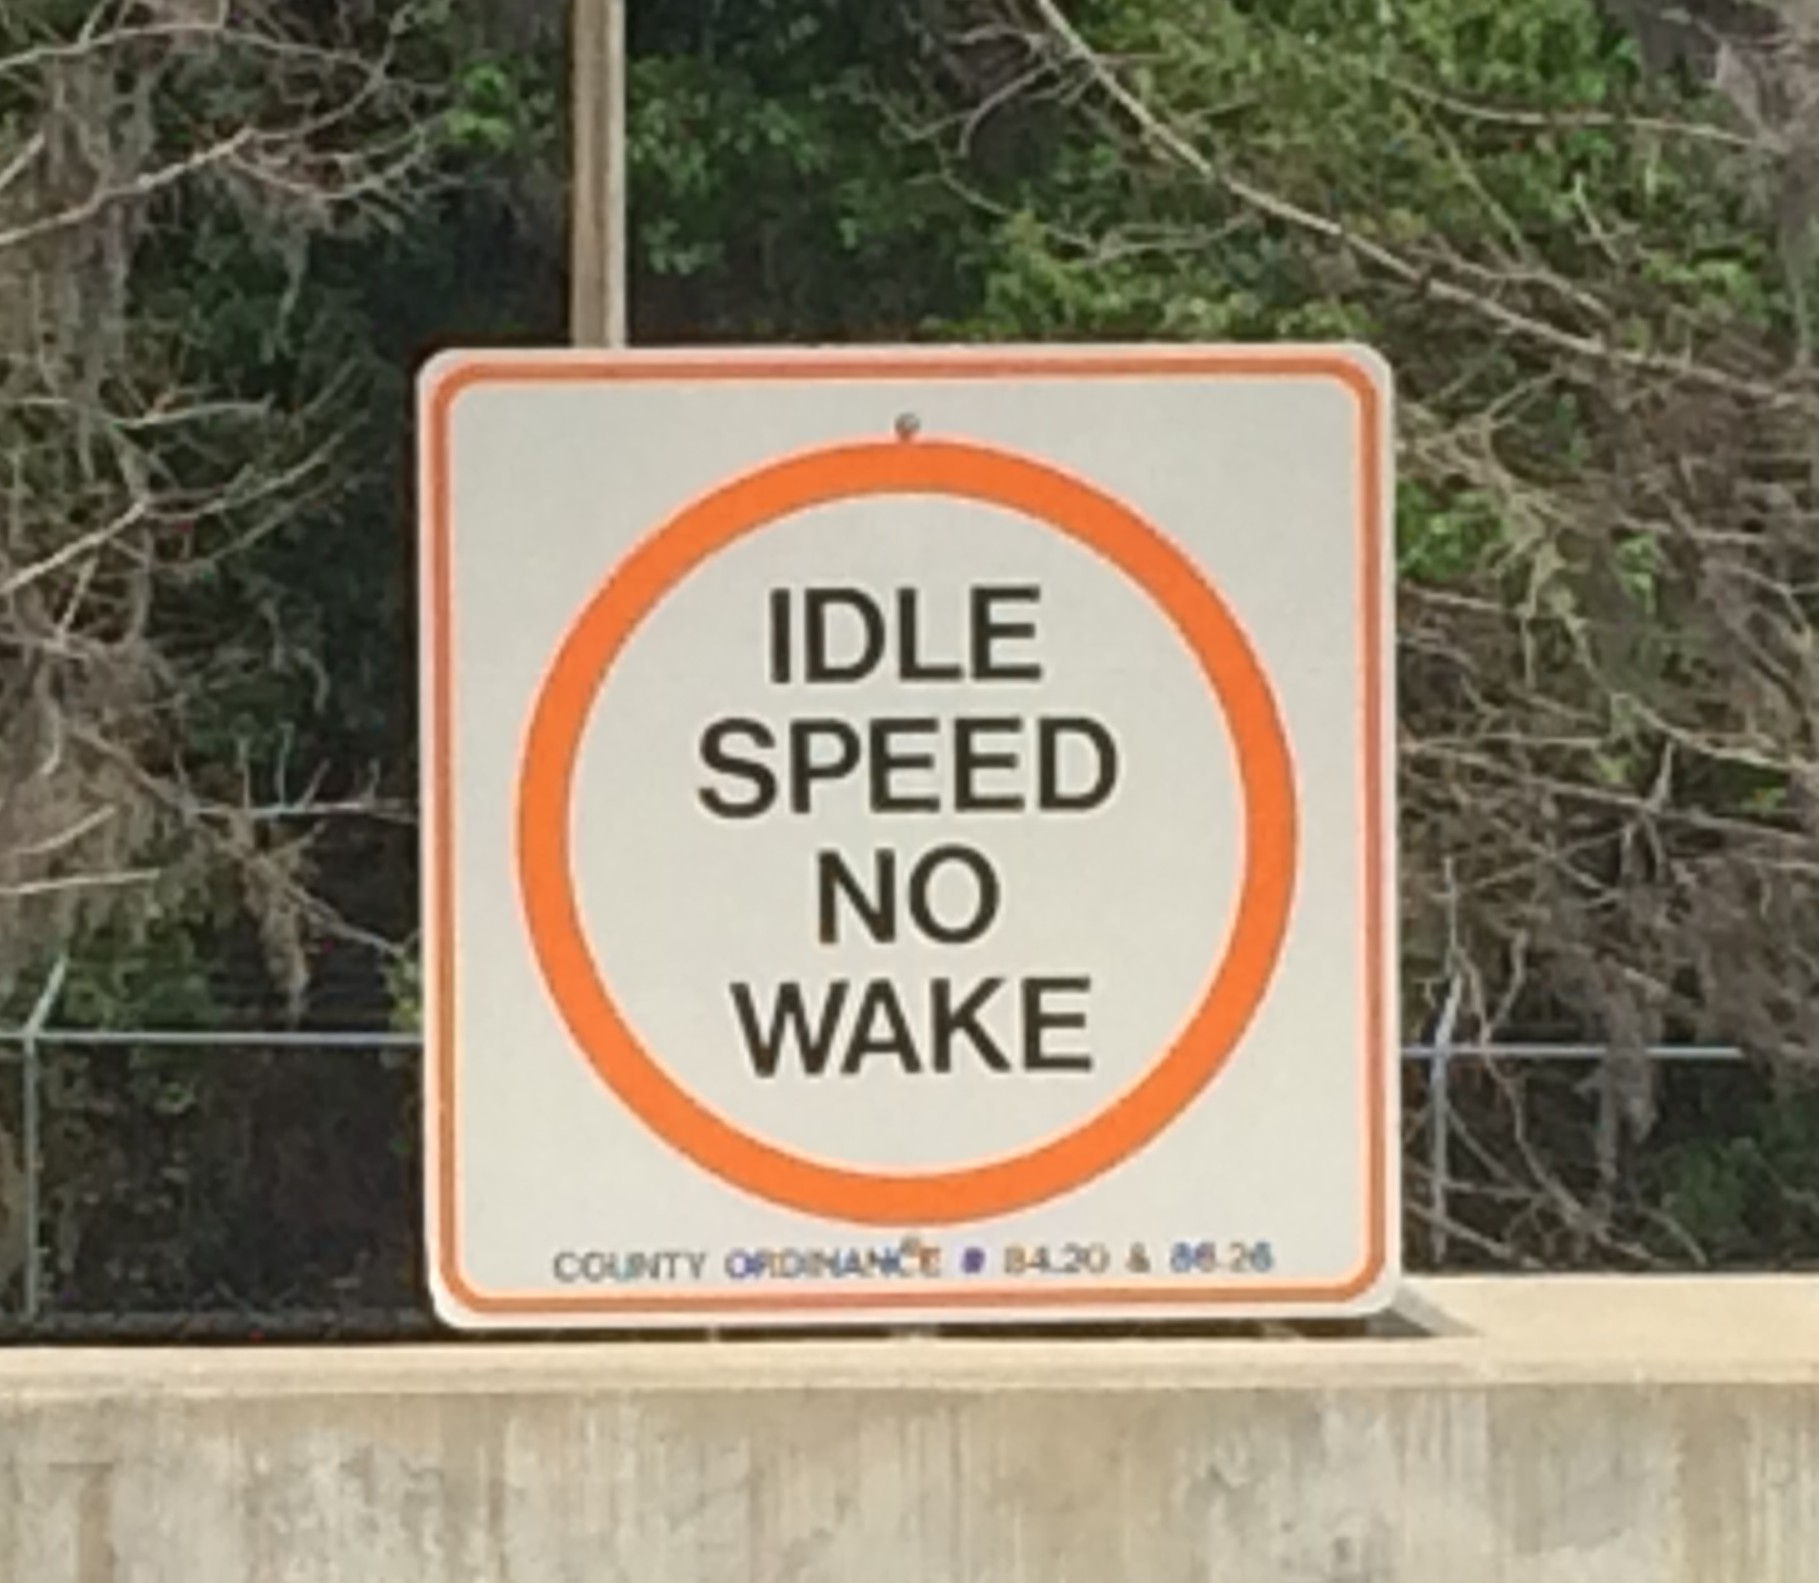 IDLE
SPEED
NO
WAKE
COUNTY ORDINANCE # 84.20 & 86.26